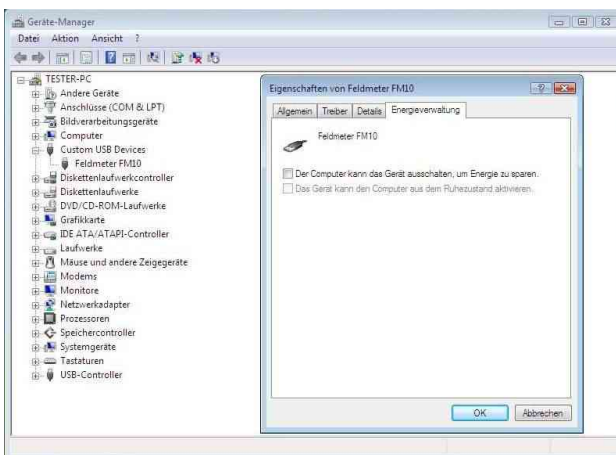 Geräte-Manager
Datei Aktion Ansicht ?
TESTER-PC
Andere Geräte
Anschlüsse (COM & LPT)
Bildverarbeitungsgeräte
Computer
Custom USB Devices
Feldmeter FM10
Diskettenlaufwerkcontroller
Diskettenlaufwerke
DVD/CD-ROM-Laufwerke
Grafikkarte
IDE ATA/ATAPI-Controller
Laufwerke
Mäuse und andere Zeigegeräte
Modems
Monitore
Netzwerkadapter
Prozessoren
Speichercontroller
Systemgeräte
Tastaturen
USB-Controller
Eigenschaften von Feldmeter FM10
Allgemein Treiber Details Energieverwaltung
Feldmeter FM10
Der Computer kann das Gerät ausschalten, um Energie zu sparen.
Das Gerät kann den Computer aus dem Ruhezustand aktivieren.
OK Abbrechen